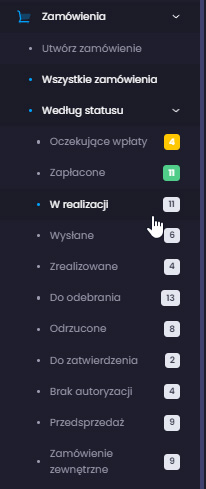 Zamówienia
Utwórz zamówienie
Wszystkie zamówienia
Według statusu
Oczekujące wpłaty 4
Zapłacone 11
W realizacji 11
Wysłane 6
Zrealizowane 4
Do odebrania 13
Odrzucone 8
Do zatwierdzenia 2
Brak autoryzacji 4
Przedsprzedaż 9
Zamówienie
zewnętrzne 9